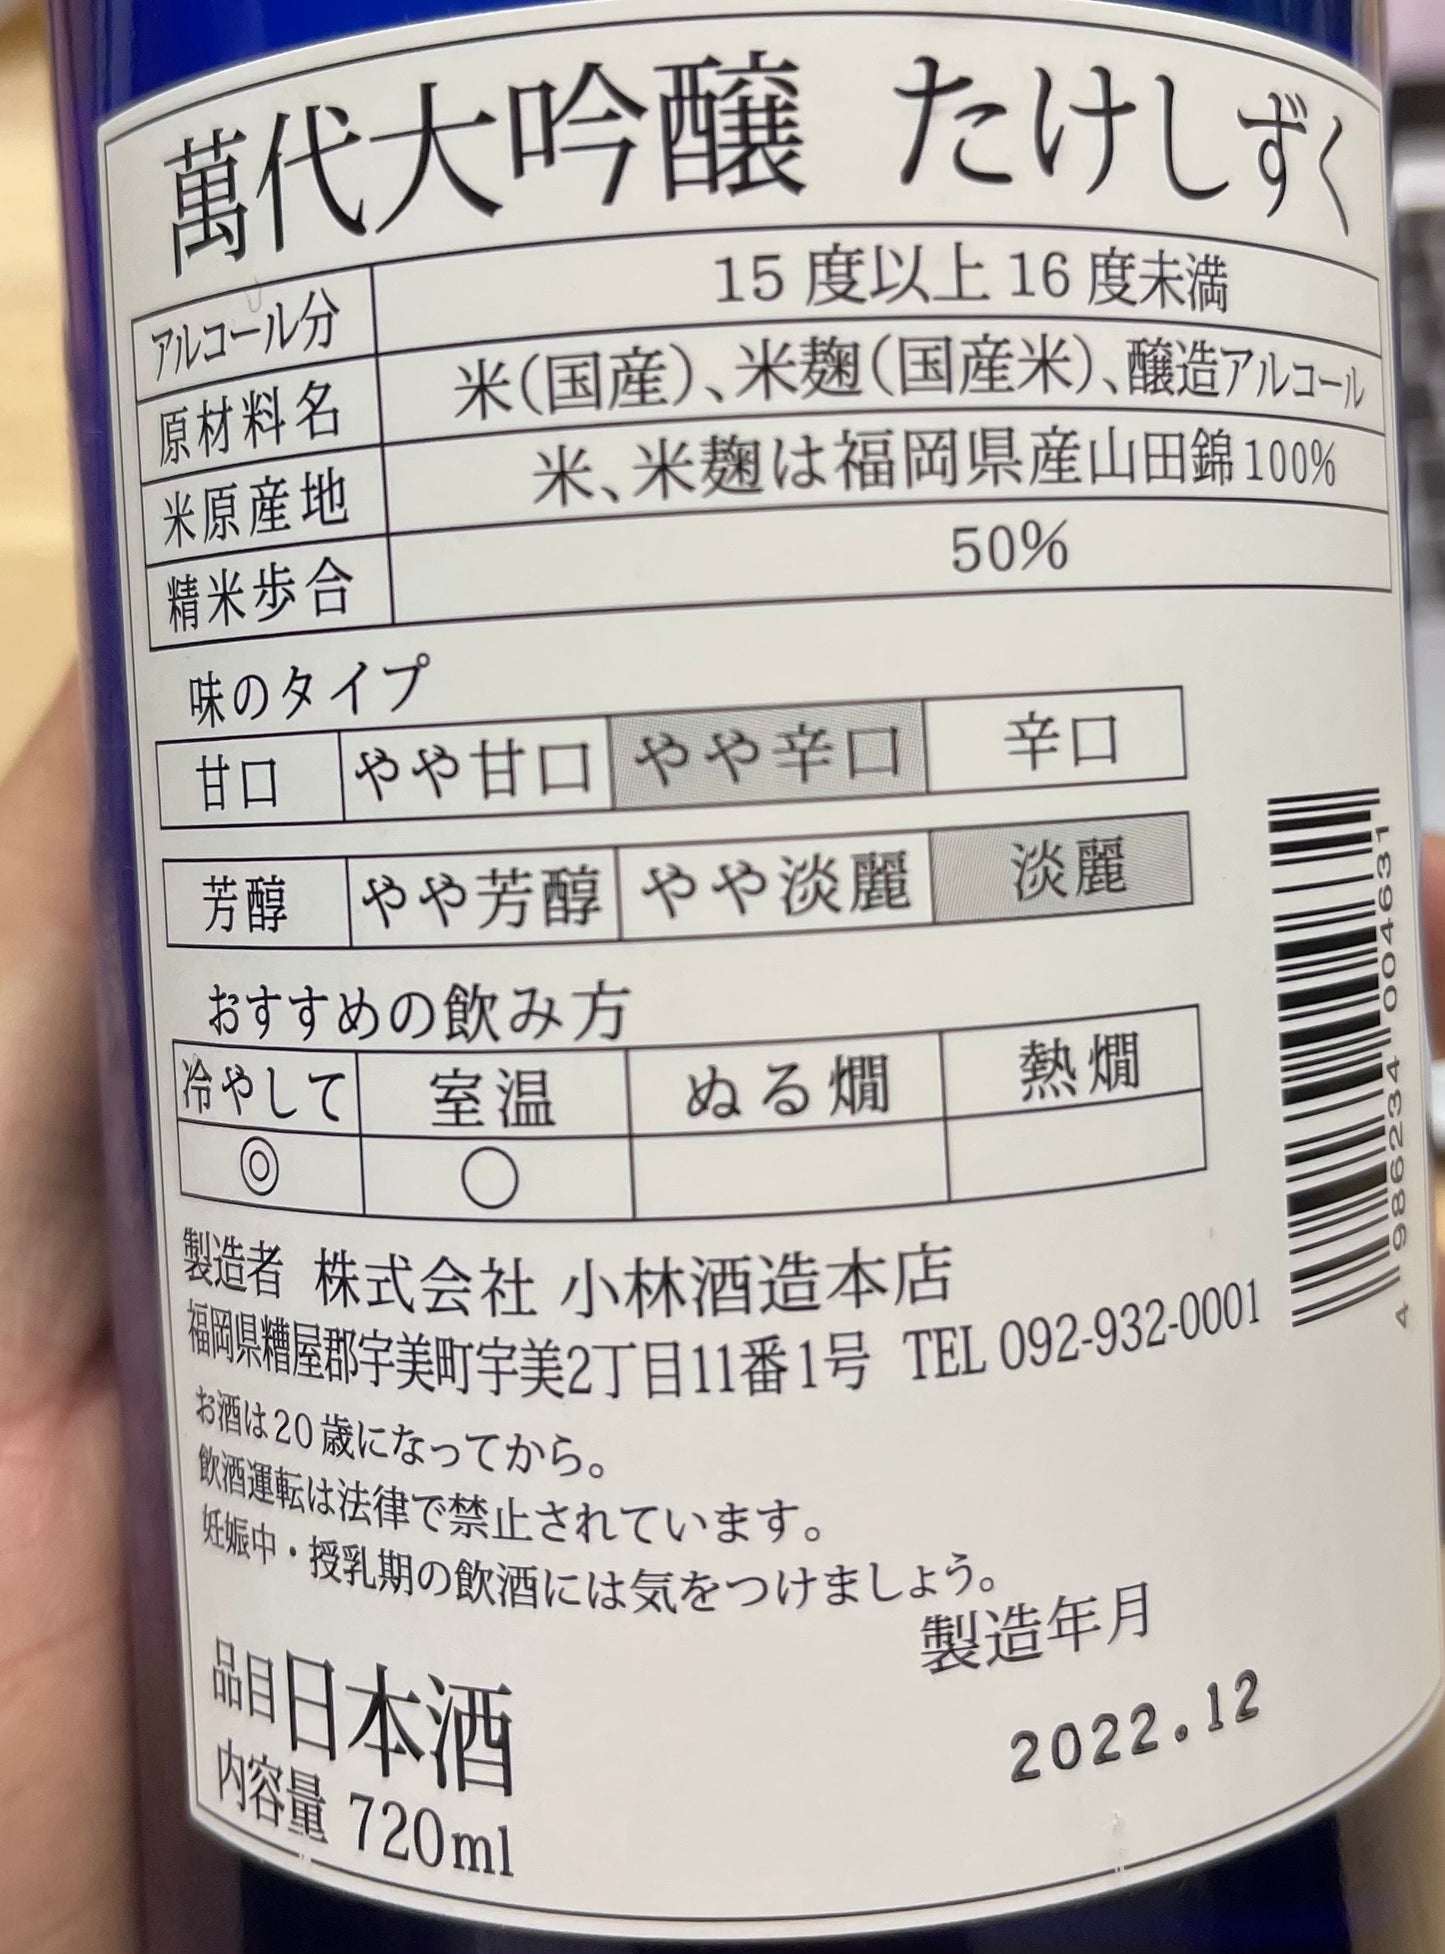 萬代大吟醸 たけしずく
アルコール分 15度以上16度未満
原材料名 米(国産)、米麹(国産米)、醸造アルコール
米原産地 米、米麹は福岡県産山田錦100%
精米歩合 50%
味のタイプ
甘口 やや甘口 やや辛口 辛口
芳醇 やや芳醇 やや淡麗 淡麗
おすすめの飲み方
冷やして 室温 ぬる燗 熱燗
◎ ○
製造者 株式会社 小林酒造本店
福岡県糟屋郡宇美町宇美2丁目11番1号 TEL 092-932-0001
お酒は20歳になってから。
飲酒運転は法律で禁止されています。
妊娠中・授乳期の飲酒には気をつけましょう。
製造年月
2022.12
品目 日本酒
内容量 720ml
4 986234 004631